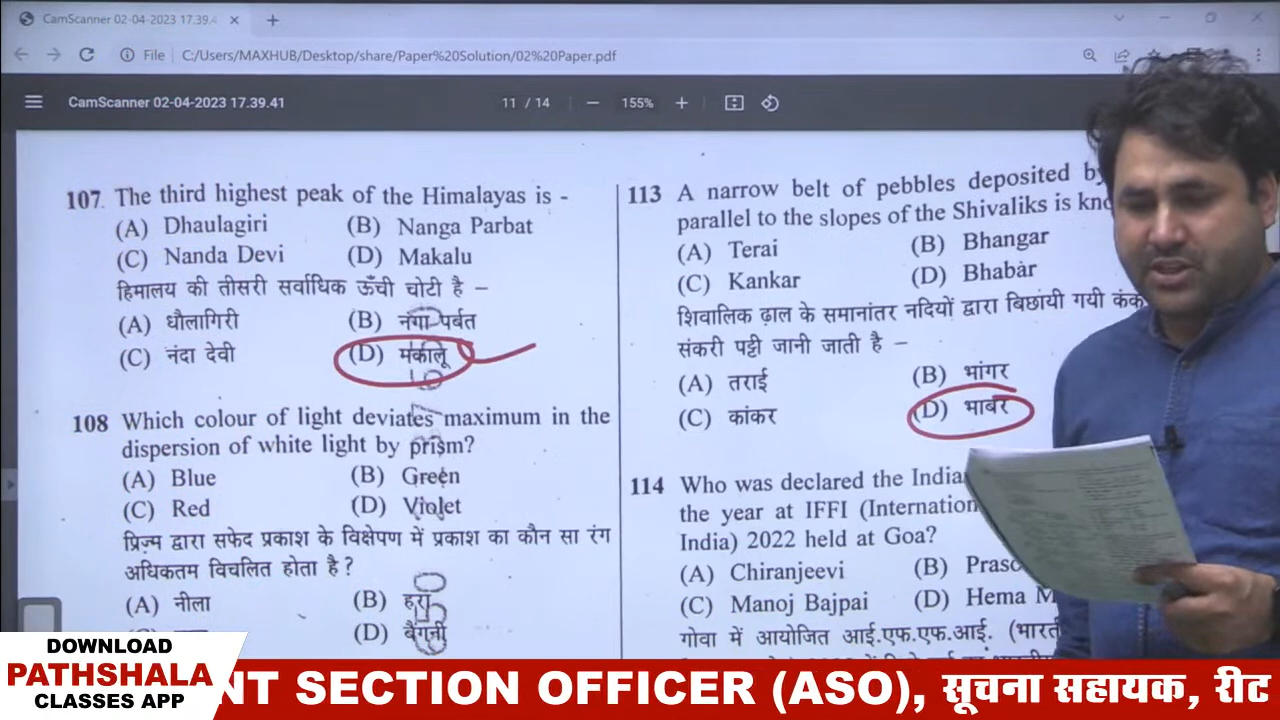 CamScanner 02-04-2023 17.39.4
File C:/Users/MAXHUB/Desktop/share/Paper%20Solution/02%20Paper.pdf
CamScanner 02-04-2023 17.39.41
11 / 14
155%
107. The third highest peak of the Himalayas is -
(A) Dhaulagiri (B) Nanga Parbat
(C) Nanda Devi (D) Makalu
हिमालय की तीसरी सर्वाधिक ऊँची चोटी है –
(A) धौलागिरी (B) नंगा पर्बत
(C) नंदा देवी (D) मकालू
108 Which colour of light deviates maximum in the
dispersion of white light by prism?
(A) Blue (B) Green
(C) Red (D) Violet
प्रिज़्म द्वारा सफेद प्रकाश के विक्षेपण में प्रकाश का कौन सा रंग
अधिकतम विचलित होता है ?
(A) नीला (B) हरा
(D) बैंगनी
113 A narrow belt of pebbles deposited
parallel to the slopes of the Shivaliks is
(A) Terai (B) Bhangar
(C) Kankar (D) Bhabar
शिवालिक ढ़ाल के समानांतर नदियों द्वारा बिछायी गयी
संकरी पट्टी जानी जाती है –
(A) तराई (B) भांगर
(C) कांकर (D) भाबर
114 Who was declared the India
the year at IFFI (Internation
India) 2022 held at Goa?
(A) Chiranjeevi (B)
(C) Manoj Bajpai (D) Hema
गोवा में आयोजित आई.एफ.एफ.आई.
DOWNLOAD
PATHSHALA
CLASSES APP
NT SECTION OFFICER (ASO), सूचना सहायक, रीट